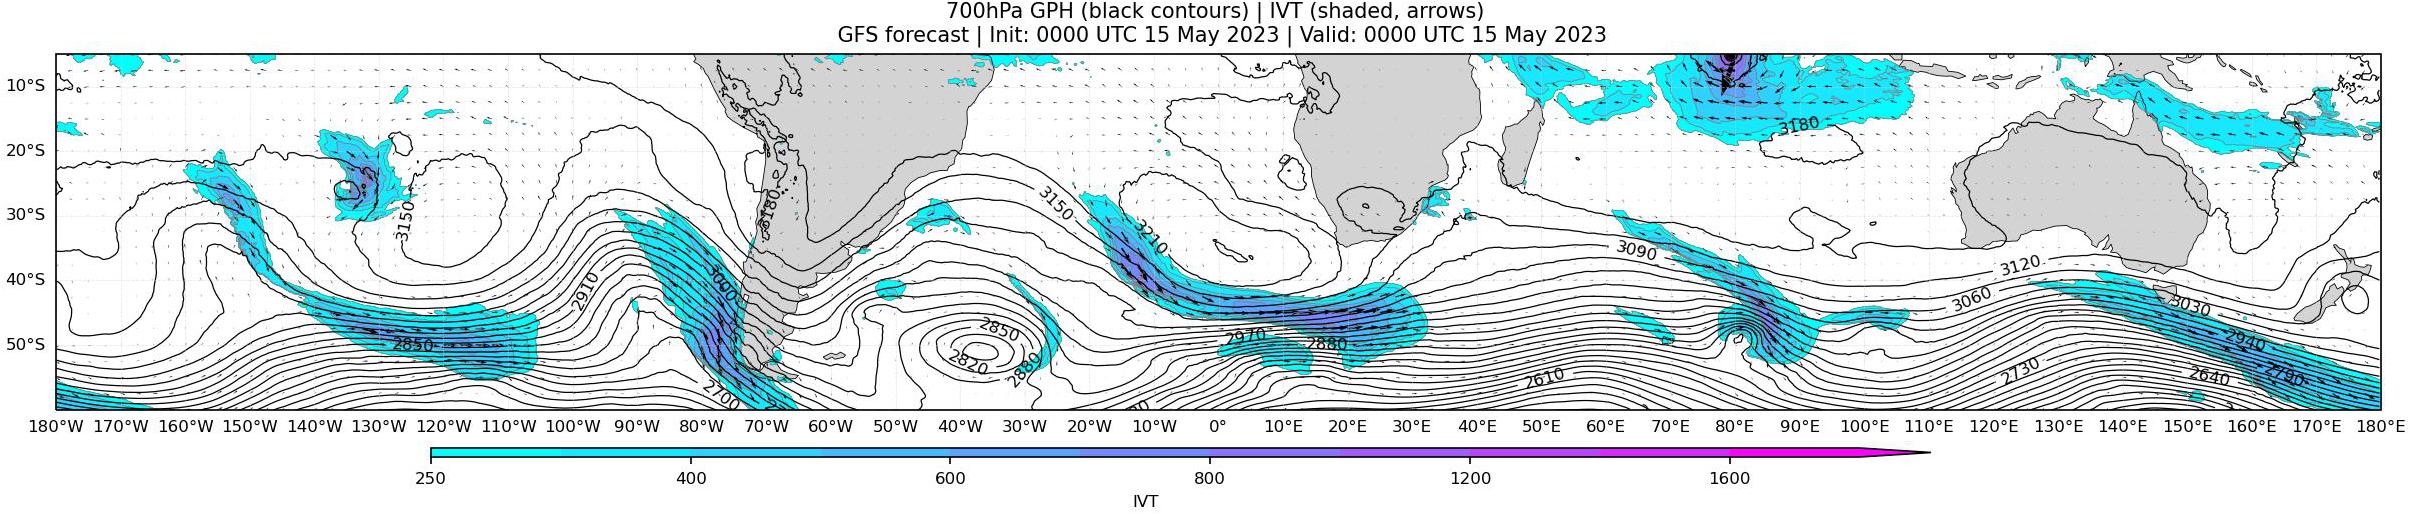 700hPa GPH (black contours) | IVT (shaded, arrows)
GFS forecast | Init: 0000 UTC 15 May 2023 | Valid: 0000 UTC 15 May 2023
10°S
20°S
30°S
40°S
50°S
3180
3150
3180
3150
3210
3090
3120
3060
3030
3000
2910
2850
2850
2820
2880
2970
2880
2940
2790
2730
2640
2610
2700
180°W 170°W 160°W 150°W 140°W 130°W 120°W 110°W 100°W 90°W 80°W 70°W 60°W 50°W 40°W 30°W 20°W 10°W 0° 10°E 20°E 30°E 40°E 50°E 60°E 70°E 80°E 90°E 100°E 110°E 120°E 130°E 140°E 150°E 160°E 170°E 180°E
250 400 600 800 1200 1600
IVT